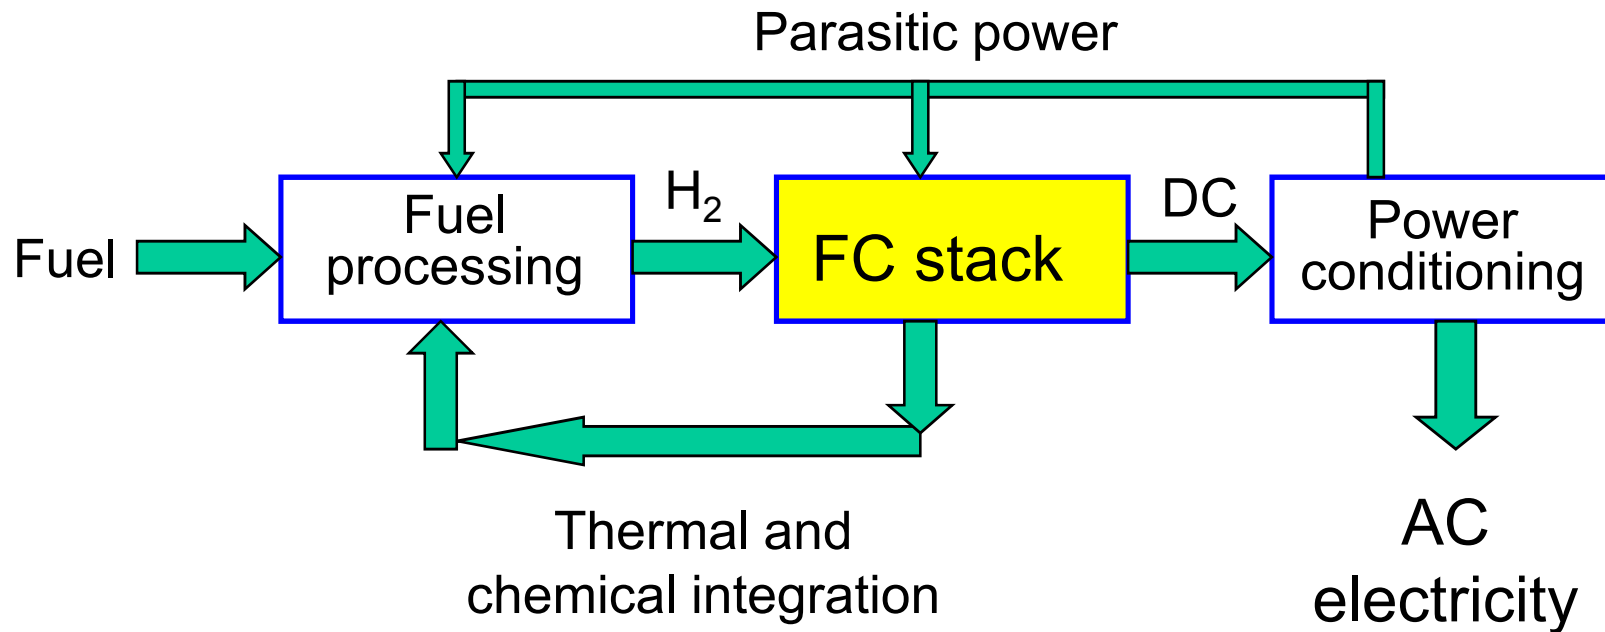 Parasitic power
Fuel
Fuel
processing
H₂
FC stack
DC
Power
conditioning
Thermal and
chemical integration
AC
electricity